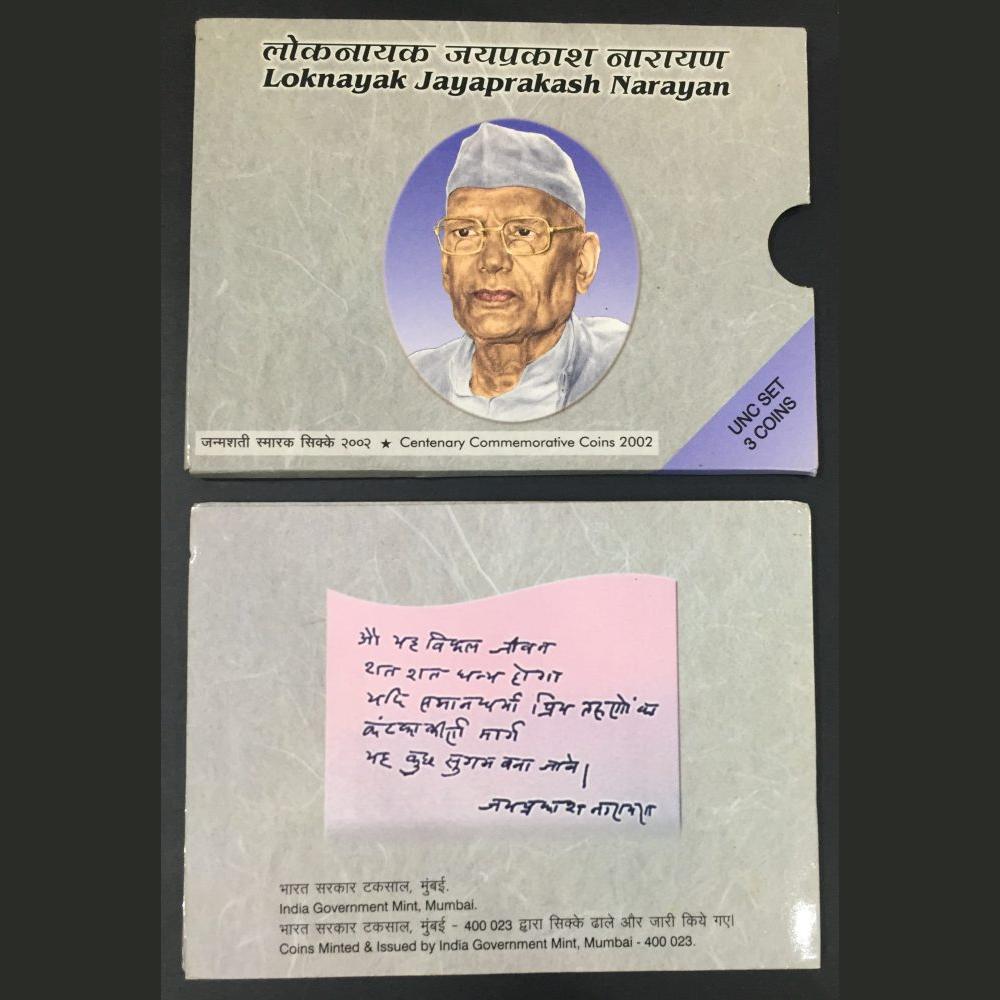 लोकनायक जयप्रकाश नारायण
Loknayak Jayaprakash Narayan
UNC SET
3 COINS
जन्मशती स्मारक सिक्के २००२ ★ Centenary Commemorative Coins 2002
औ यह विफल जीवन
शत शत धन्य होगा
यदि समानधर्मा प्रिय तरुणों का
कंटकाकीर्ण मार्ग
यह कुछ सुगम बना जावे।
जयप्रकाश नारायण
भारत सरकार टकसाल, मुंबई.
India Government Mint, Mumbai.
भारत सरकार टकसाल, मुंबई - 400 023 द्वारा सिक्के ढाले और जारी किये गए।
Coins Minted & Issued by India Government Mint, Mumbai - 400 023.